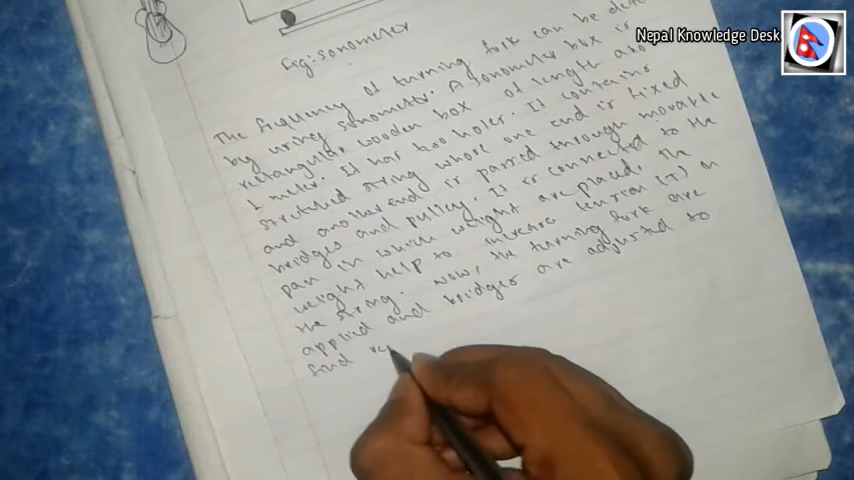 Nepal Knowledge Desk
fig: sonometer
The frequency of turning fork can be dete
by using sonometer. A sonometer box is
rectangular wooden box of length abo
1 meter. It has two holes. It contains
stretched string whose one end is fixed
and another end is passed through movable
bridges and pulley. It is connected to the
pan in which weight are placed. The
weight help to increase tension (T) on
the string. Now, the turning fork are
applied and bridges are adjusted to
find